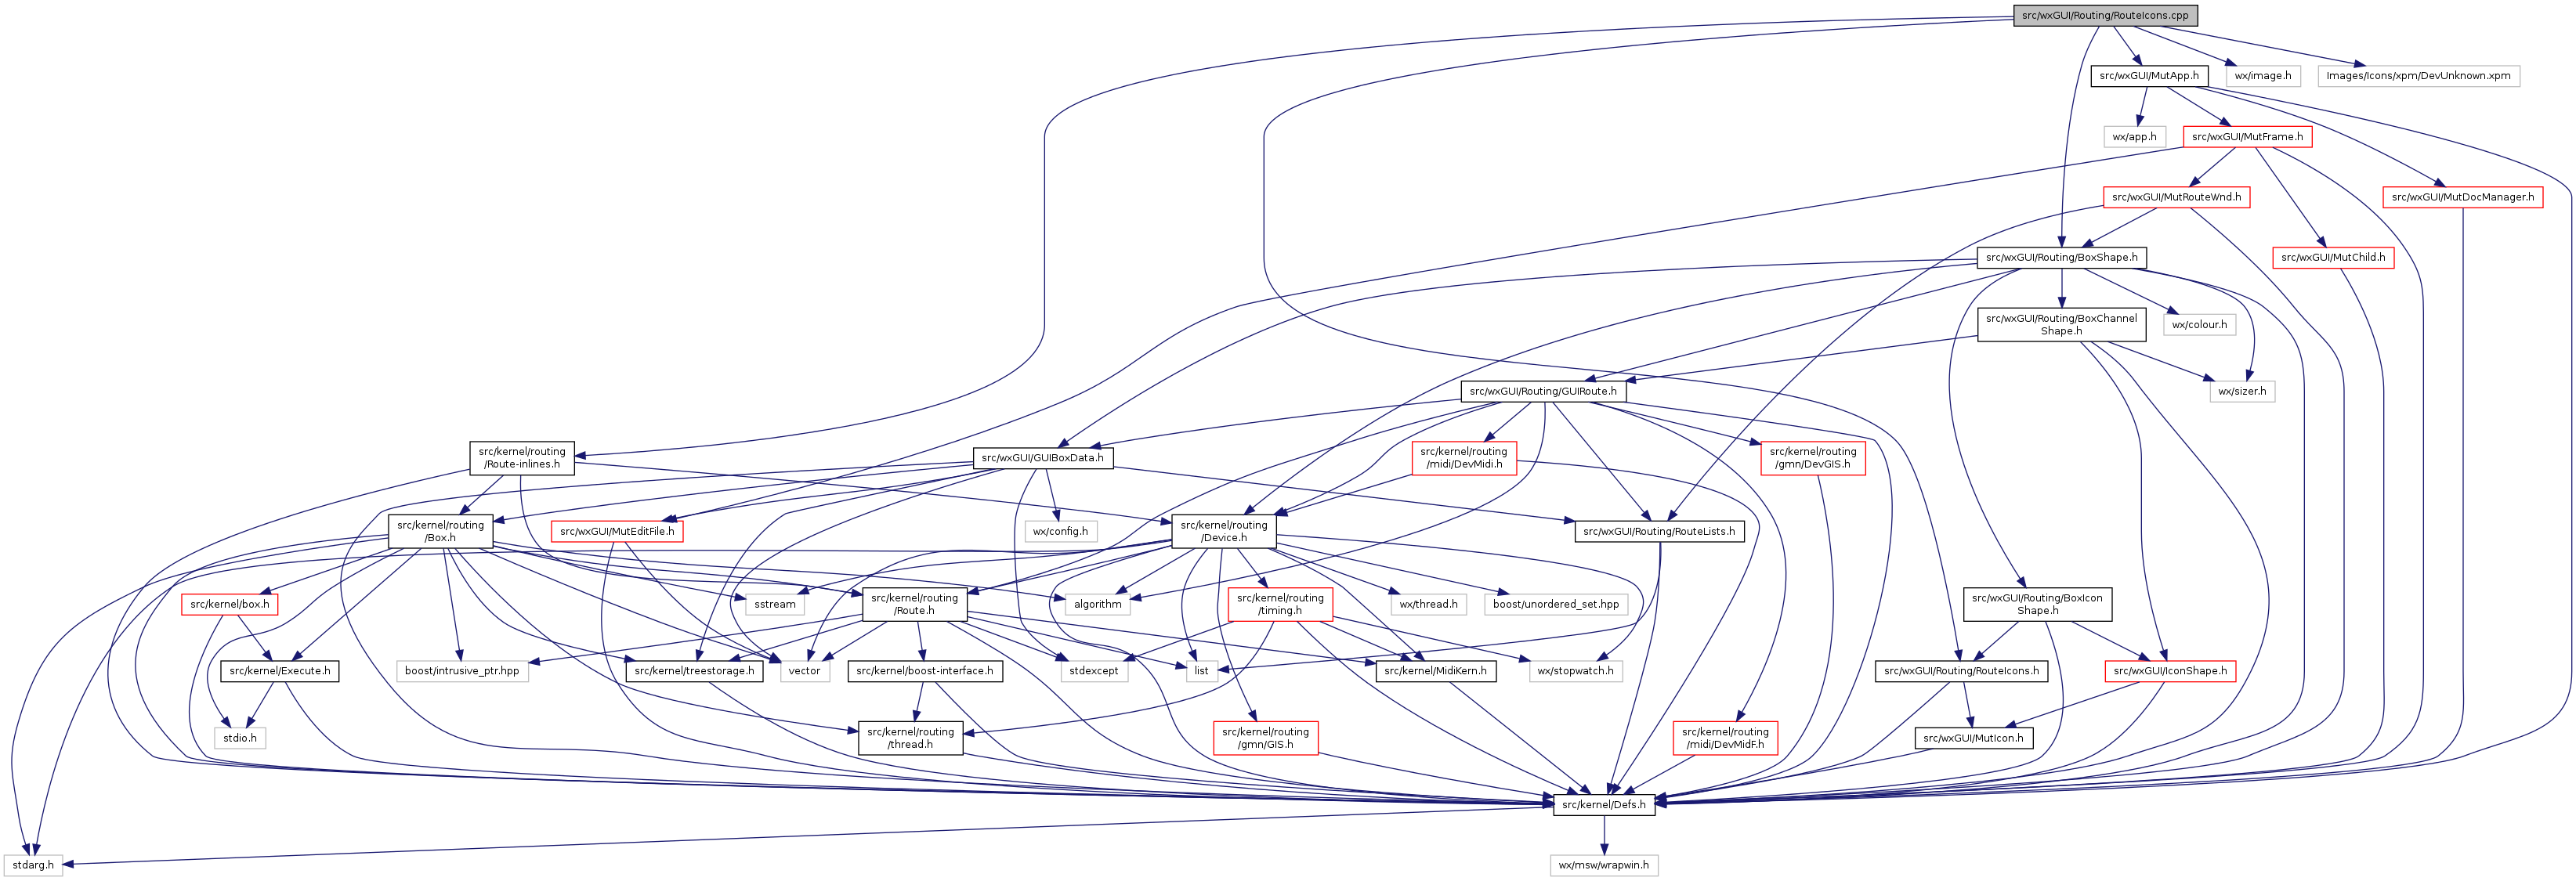 src/wxGUI/Routing/RouteIcons.cpp
src/wxGUI/MutApp.h
wx/image.h
Images/Icons/xpm/DevUnknown.xpm
wx/app.h
src/wxGUI/MutFrame.h
src/wxGUI/MutRouteWnd.h
src/wxGUI/MutDocManager.h
src/wxGUI/Routing/BoxShape.h
src/wxGUI/MutChild.h
src/wxGUI/Routing/BoxChannel
Shape.h
wx/colour.h
src/wxGUI/Routing/GUIRoute.h
wx/sizer.h
src/kernel/routing
/Route-inlines.h
src/wxGUI/GUIBoxData.h
src/kernel/routing
/midi/DevMidi.h
src/kernel/routing
/gmn/DevGIS.h
src/kernel/routing
/Box.h
src/wxGUI/MutEditFile.h
wx/config.h
src/kernel/routing
/Device.h
src/wxGUI/Routing/RouteLists.h
src/kernel/box.h
sstream
src/kernel/routing
/Route.h
algorithm
src/kernel/routing
/timing.h
wx/thread.h
boost/unordered_set.hpp
src/wxGUI/Routing/BoxIcon
Shape.h
src/kernel/Execute.h
boost/intrusive_ptr.hpp
src/kernel/treestorage.h
vector
src/kernel/boost-interface.h
stdexcept
list
src/kernel/MidiKern.h
wx/stopwatch.h
src/wxGUI/Routing/RouteIcons.h
src/wxGUI/IconShape.h
stdio.h
src/kernel/routing
/thread.h
src/kernel/routing
/gmn/GIS.h
src/kernel/routing
/midi/DevMidF.h
src/wxGUI/MutIcon.h
src/kernel/Defs.h
stdarg.h
wx/msw/wrapwin.h